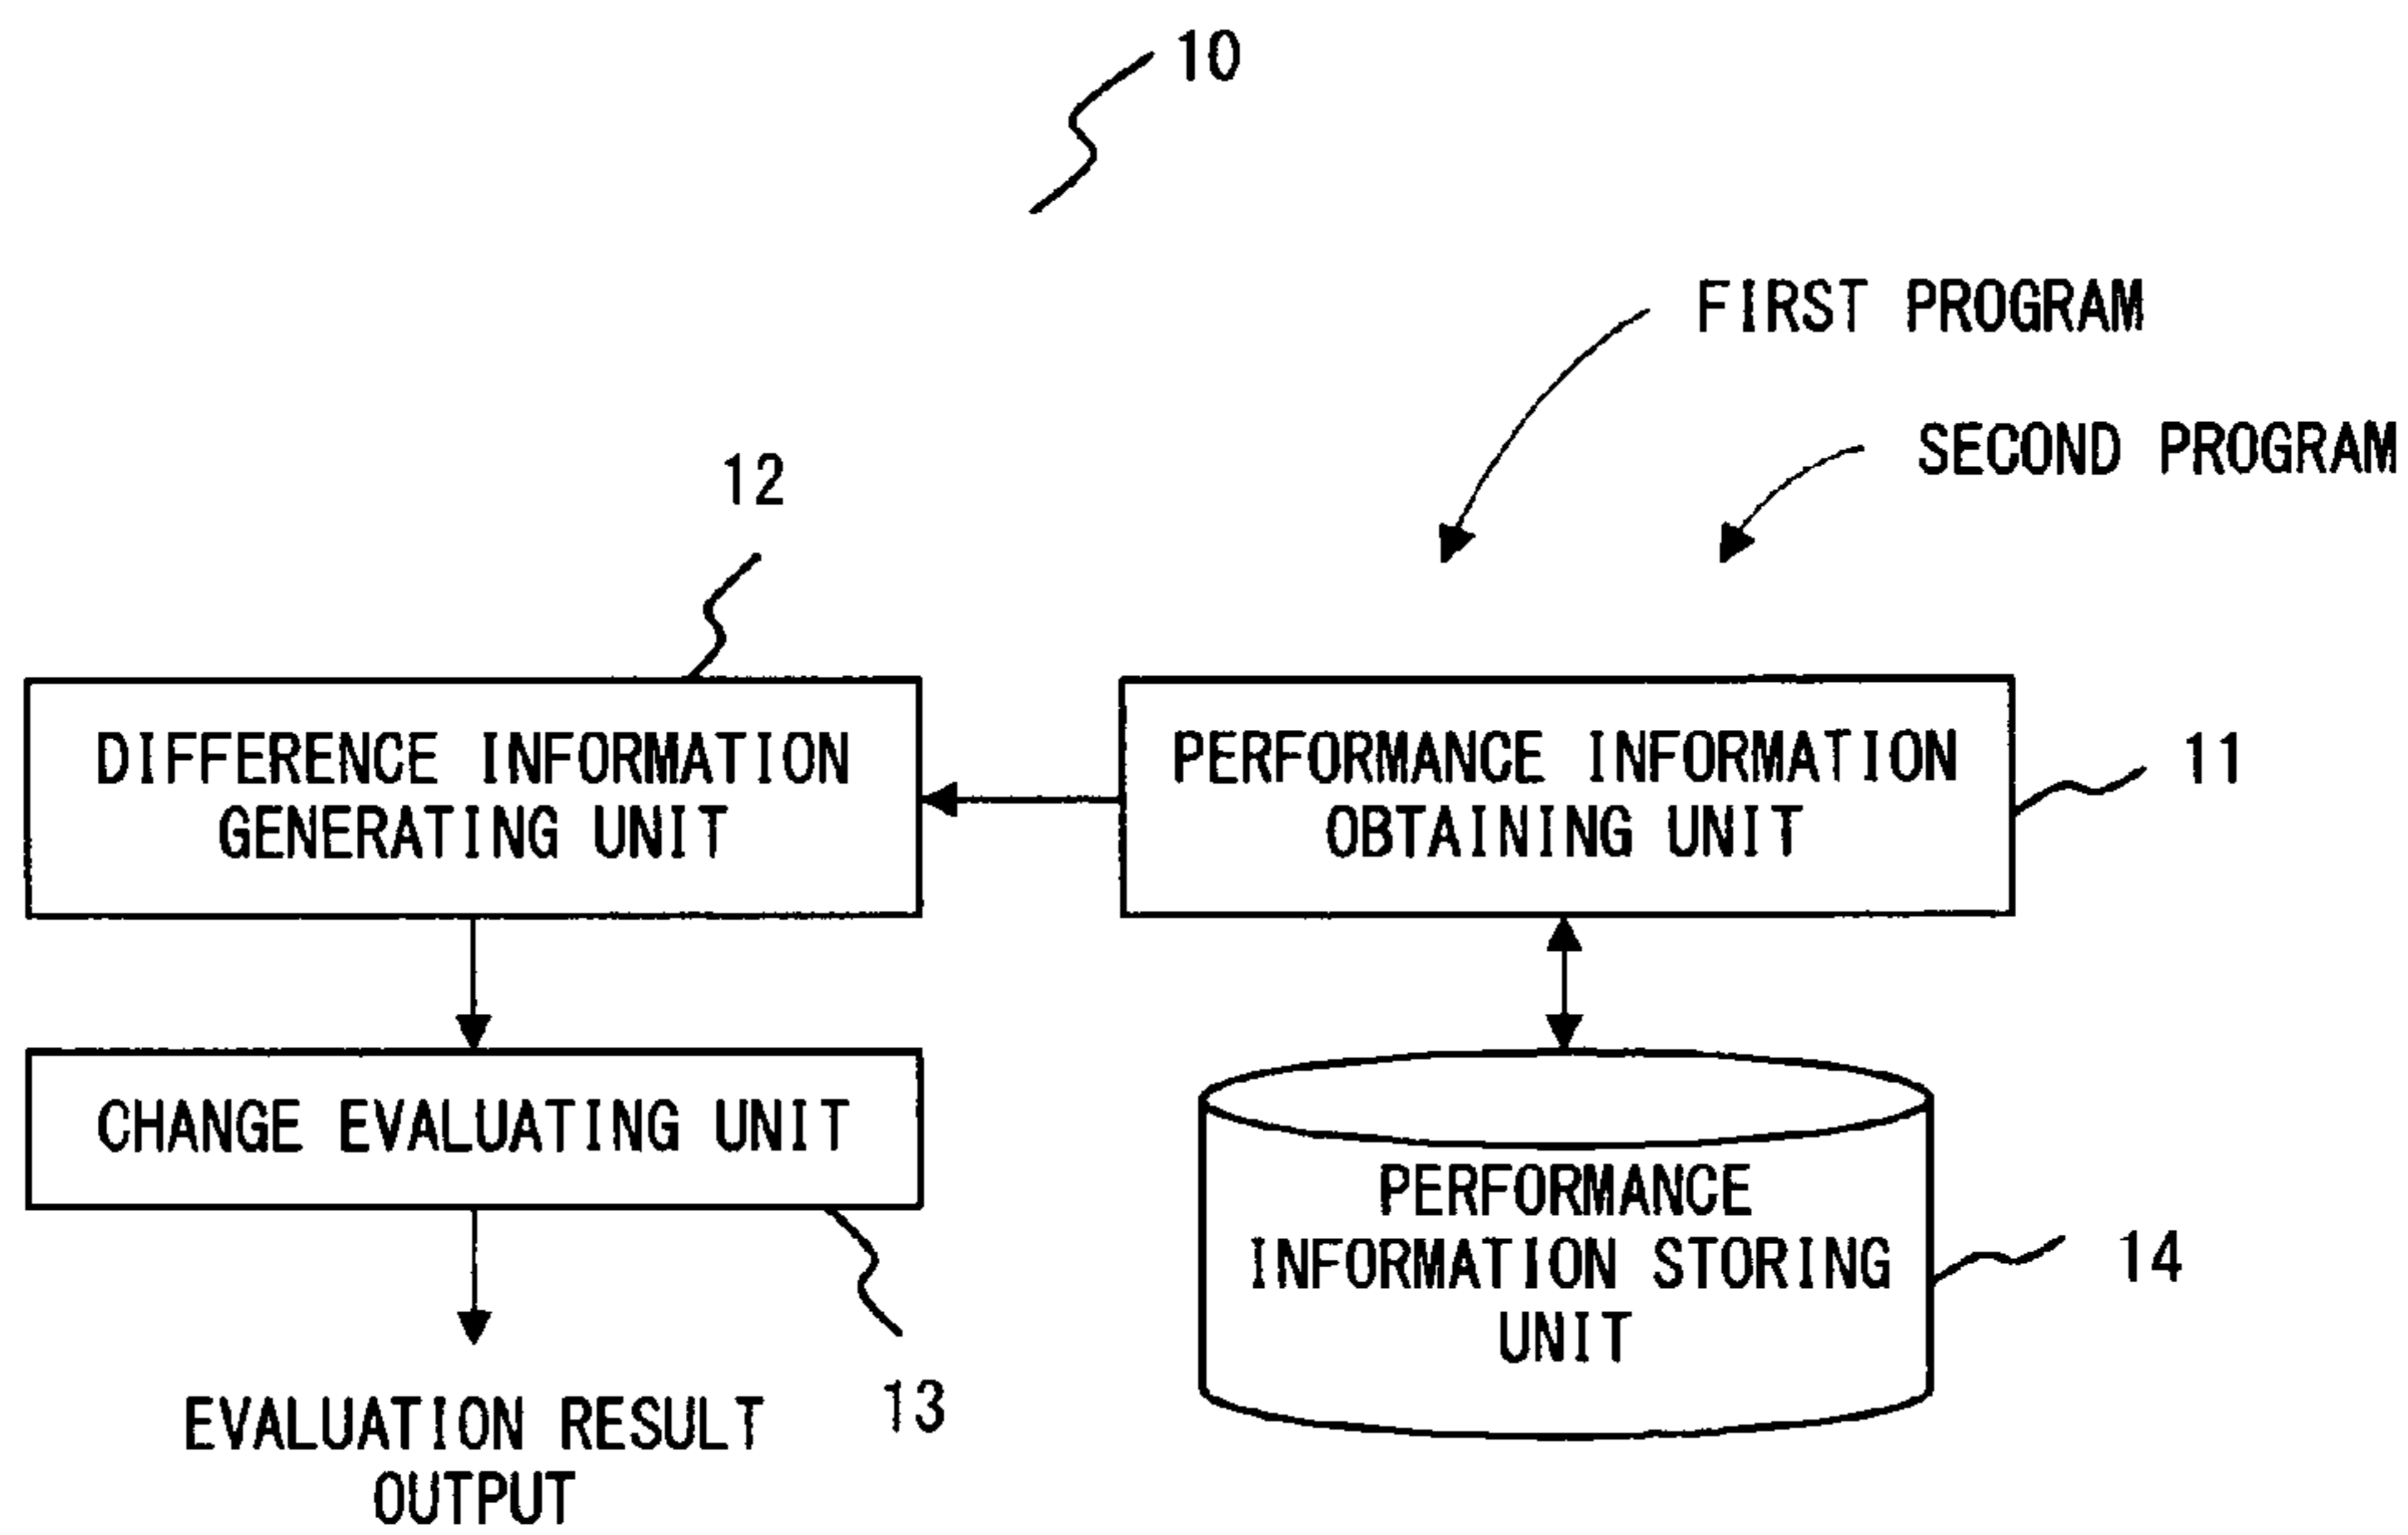 10
FIRST PROGRAM
SECOND PROGRAM
12
DIFFERENCE INFORMATION
GENERATING UNIT
PERFORMANCE INFORMATION
OBTAINING UNIT
11
CHANGE EVALUATING UNIT
PERFORMANCE
INFORMATION STORING
UNIT
14
13
EVALUATION RESULT
OUTPUT